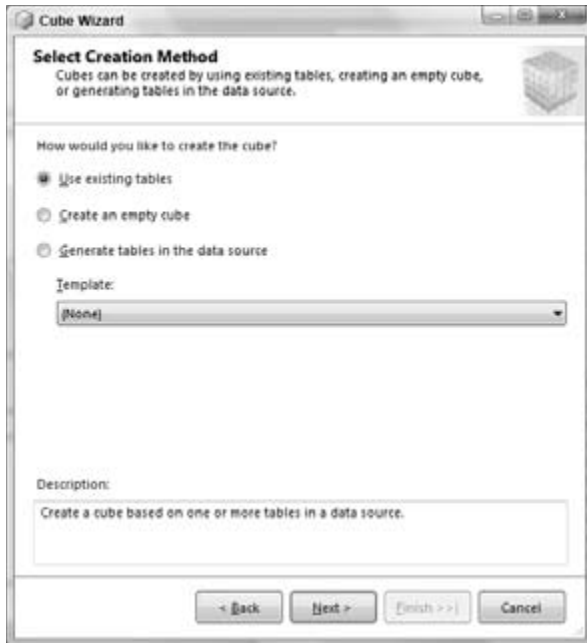 Cube Wizard
Select Creation Method
Cubes can be created by using existing tables, creating an empty cube,
or generating tables in the data source.
How would you like to create the cube?
Use existing tables
Create an empty cube
Generate tables in the data source
Template:
(None)
Description:
Create a cube based on one or more tables in a data source.
< Back Next > Finish >>| Cancel